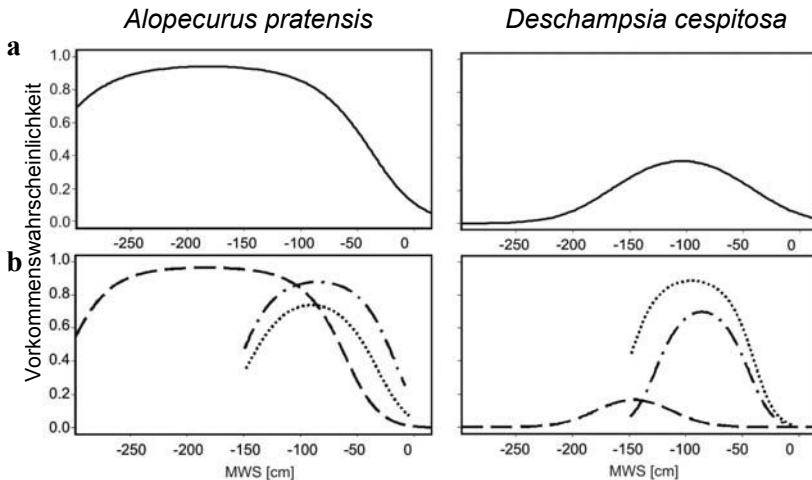 Alopecurus pratensis Deschampsia cespitosa
a
Vorkommenswahrscheinlichkeit
1.0
0.8
0.6
0.4
0.2
0.0
-250 -200 -150 -100 -50 0 -250 -200 -150 -100 -50 0
b
1.0
0.8
0.6
0.4
0.2
0.0
-250 -200 -150 -100 -50 0 -250 -200 -150 -100 -50 0
MWS [cm] MWS [cm]